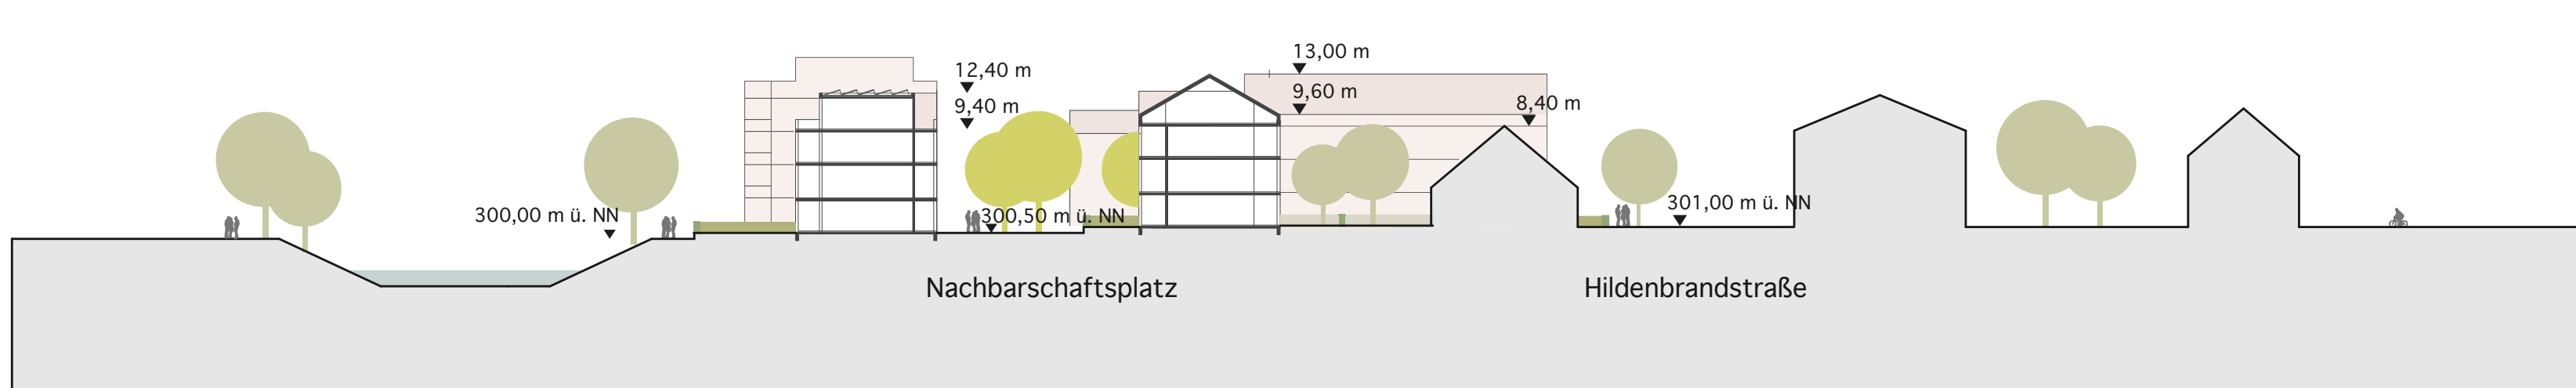 13,00 m
12,40 m
9,60 m
9,40 m
8,40 m
301,00 m ü. NN
300,00 m ü. NN
300,50 m ü. NN
Nachbarschaftsplatz
Hildenbrandstraße